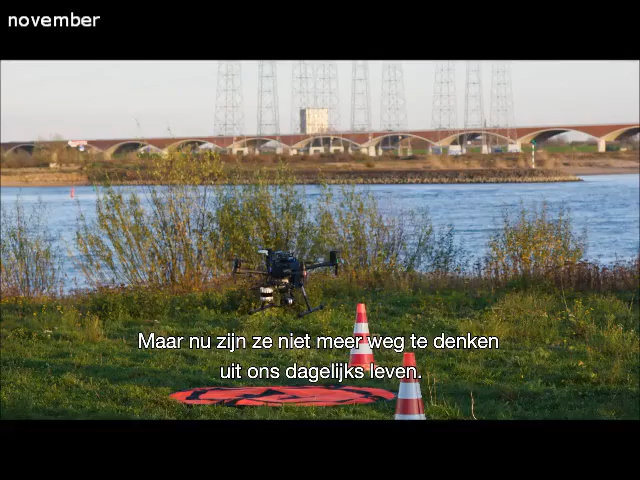 november
Maar nu zijn ze niet meer weg te denken
uit ons dagelijks leven.